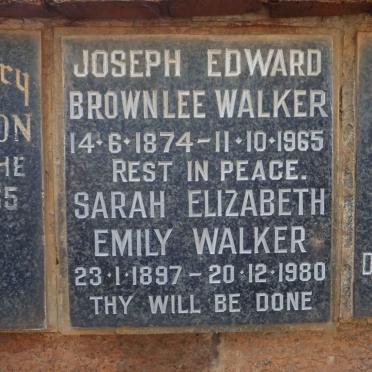 JOSEPH EDWARD
BROWNLEE WALKER
14·6·1874–11·10·1965
REST IN PEACE.
SARAH ELIZABETH
EMILY WALKER
23·1·1897–20·12·1980
THY WILL BE DONE